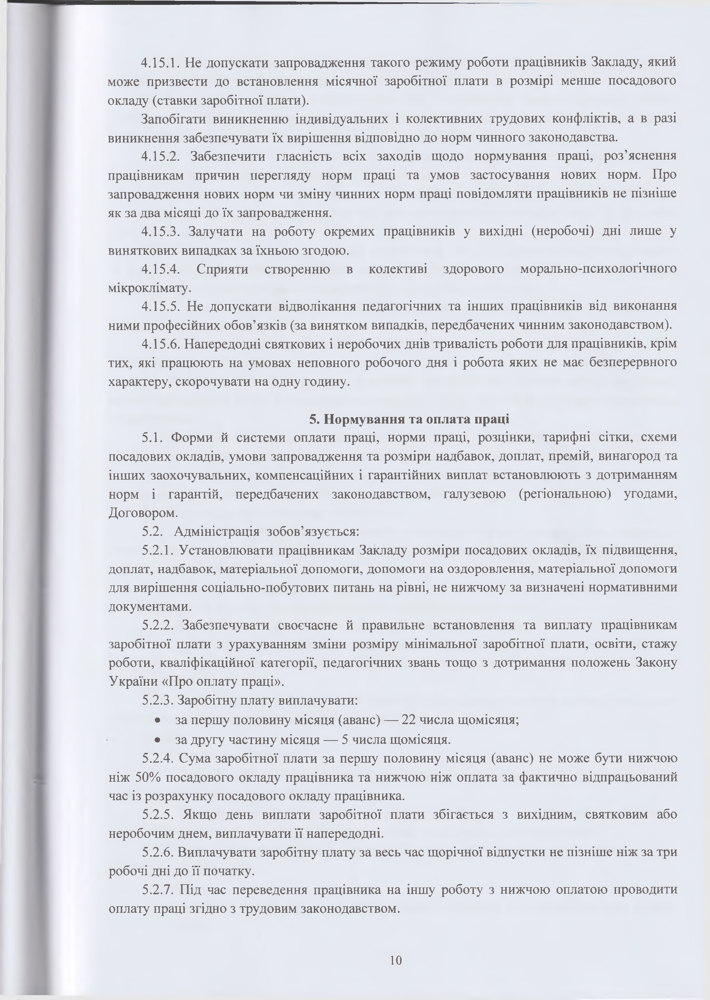 4.15.1. Не допускати запровадження такого режиму роботи працівників Закладу, який
може призвести до встановлення місячної заробітної плати в розмірі менше посадового
окладу (ставки заробітної плати).
Запобігати виникненню індивідуальних і колективних трудових конфліктів, а в разі
виникнення забезпечувати їх вирішення відповідно до норм чинного законодавства.
4.15.2. Забезпечити гласність всіх заходів щодо нормування праці, роз’яснення
працівникам причин перегляду норм праці та умов застосування нових норм. Про
запровадження нових норм чи зміну чинних норм праці повідомляти працівників не пізніше
як за два місяці до їх запровадження.
4.15.3. Залучати на роботу окремих працівників у вихідні (неробочі) дні лише у
виняткових випадках за їхньою згодою.
4.15.4. Сприяти створенню в колективі здорового морально-психологічного
мікроклімату.
4.15.5. Не допускати відволікання педагогічних та інших працівників від виконання
ними професійних обов’язків (за винятком випадків, передбачених чинним законодавством).
4.15.6. Напередодні святкових і неробочих днів тривалість роботи для працівників, крім
тих, які працюють на умовах неповного робочого дня і робота яких не має безперервного
характеру, скорочувати на одну годину.
5. Нормування та оплата праці
5.1. Форми й системи оплати праці, норми праці, розцінки, тарифні сітки, схеми
посадових окладів, умови запровадження та розміри надбавок, доплат, премій, винагород та
інших заохочувальних, компенсаційних і гарантійних виплат встановлюють з дотриманням
норм і гарантій, передбачених законодавством, галузевою (регіональною) угодами,
Договором.
5.2. Адміністрація зобов’язується:
5.2.1. Установлювати працівникам Закладу розміри посадових окладів, їх підвищення,
доплат, надбавок, матеріальної допомоги, допомоги на оздоровлення, матеріальної допомоги
для вирішення соціально-побутових питань на рівні, не нижчому за визначені нормативними
документами.
5.2.2. Забезпечувати своєчасне й правильне встановлення та виплату працівникам
заробітної плати з урахуванням зміни розміру мінімальної заробітної плати, освіти, стажу
роботи, кваліфікаційної категорії, педагогічних звань тощо з дотримання положень Закону
України «Про оплату праці».
5.2.3. Заробітну плату виплачувати:
• за першу половину місяця (аванс) — 22 числа щомісяця;
• за другу частину місяця — 5 числа щомісяця.
5.2.4. Сума заробітної плати за першу половину місяця (аванс) не може бути нижчою
ніж 50% посадового окладу працівника та нижчою ніж оплата за фактично відпрацьований
час із розрахунку посадового окладу працівника.
5.2.5. Якщо день виплати заробітної плати збігається з вихідним, святковим або
неробочим днем, виплачувати її напередодні.
5.2.6. Виплачувати заробітну плату за весь час щорічної відпустки не пізніше ніж за три
робочі дні до її початку.
5.2.7. Під час переведення працівника на іншу роботу з нижчою оплатою проводити
оплату праці згідно з трудовим законодавством.
10